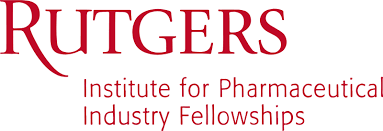 RUTGERS
Institute for Pharmaceutical
Industry Fellowships